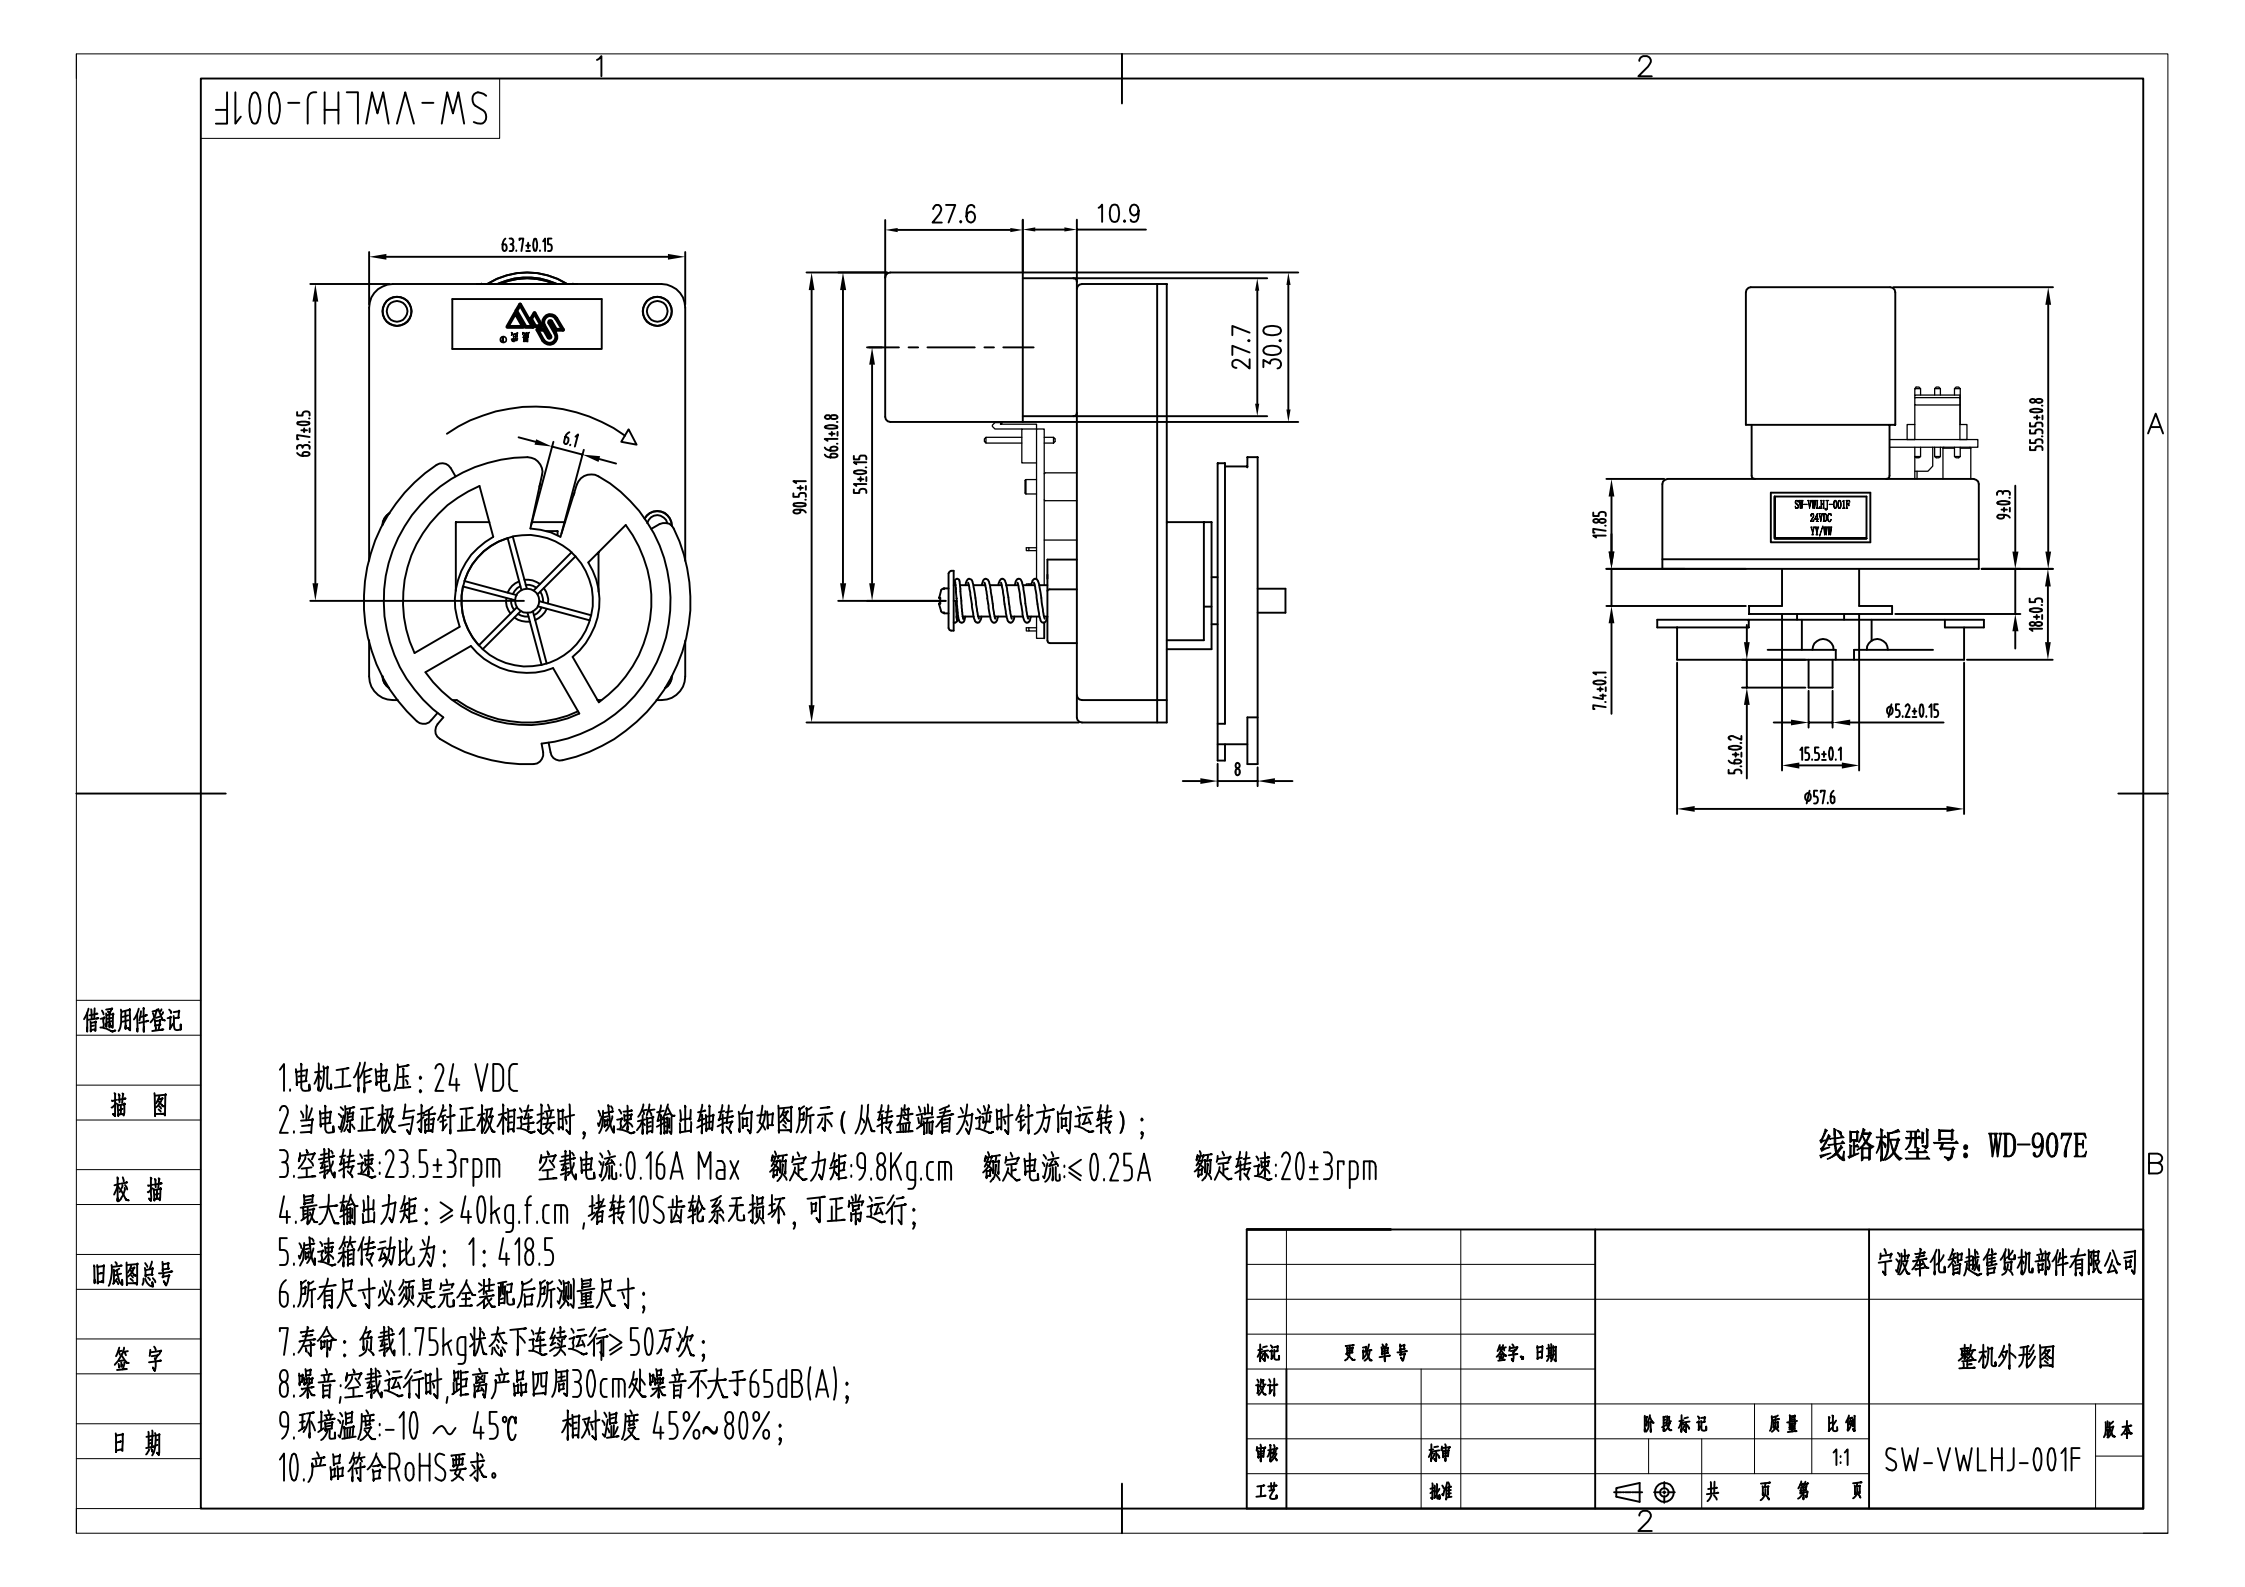 1
2
SW-VWLHJ-001F
63.7±0.15
63.7±0.5
6.1
27.6
10.9
90.5±1
66.1±0.8
51±0.15
27.7
30.0
8
SW-VWLHJ-001F
24VDC
YY/WW
17.85
7.4±0.1
55.55±0.8
9±0.3
18±0.5
5.6±0.2
ϕ5.2±0.15
15.5±0.1
ϕ57.6
A
B
借通用件登记
描 图
校 描
旧底图总号
签 字
日 期
1.电机工作电压：24 VDC
2.当电源正极与插针正极相连接时，减速箱输出轴转向如图所示（从转盘端看为逆时针方向运转）；
3.空载转速:23.5±3rpm 空载电流:0.16A Max 额定力矩:9.8Kg.cm 额定电流:≤0.25A 额定转速:20±3rpm
4.最大输出力矩：≥40kg.f.cm ,堵转10S齿轮系无损坏，可正常运行；
5.减速箱传动比为：1：418.5
6.所有尺寸必须是完全装配后所测量尺寸；
7.寿命：负载1.75kg状态下连续运行≥50万次；
8.噪音;空载运行时,距离产品四周30cm处噪音不大于65dB(A)；
9.环境温度:-10 ～ 45℃ 相对湿度 45%~80%；
10.产品符合RoHS要求。
线路板型号：WD-907E
标记 更改单号 签字、日期
设计
审核 标审
工艺 批准
阶段标记 质量 比例
1:1
共 页 第 页
宁波奉化智越售货机部件有限公司
整机外形图
SW-VWLHJ-001F
版本
2